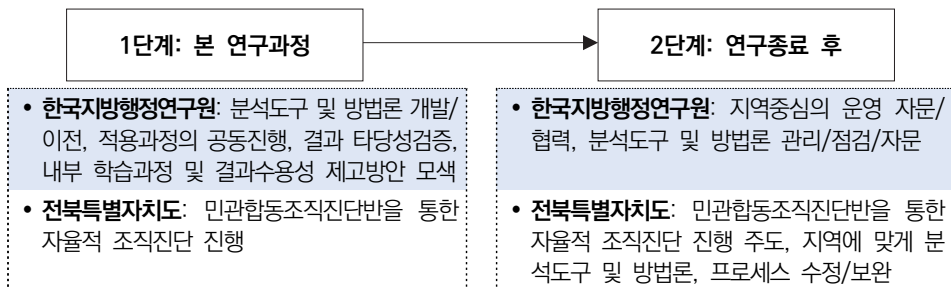 1단계: 본 연구과정
2단계: 연구종료 후
• 한국지방행정연구원: 분석도구 및 방법론 개발/
이전, 적용과정의 공동진행, 결과 타당성검증,
내부 학습과정 및 결과수용성 제고방안 모색
• 전북특별자치도: 민관합동조직진단반을 통한
자율적 조직진단 진행
• 한국지방행정연구원: 지역중심의 운영 자문/
협력, 분석도구 및 방법론 관리/점검/자문
• 전북특별자치도: 민관합동조직진단반을 통한
자율적 조직진단 진행 주도, 지역에 맞게 분
석도구 및 방법론, 프로세스 수정/보완